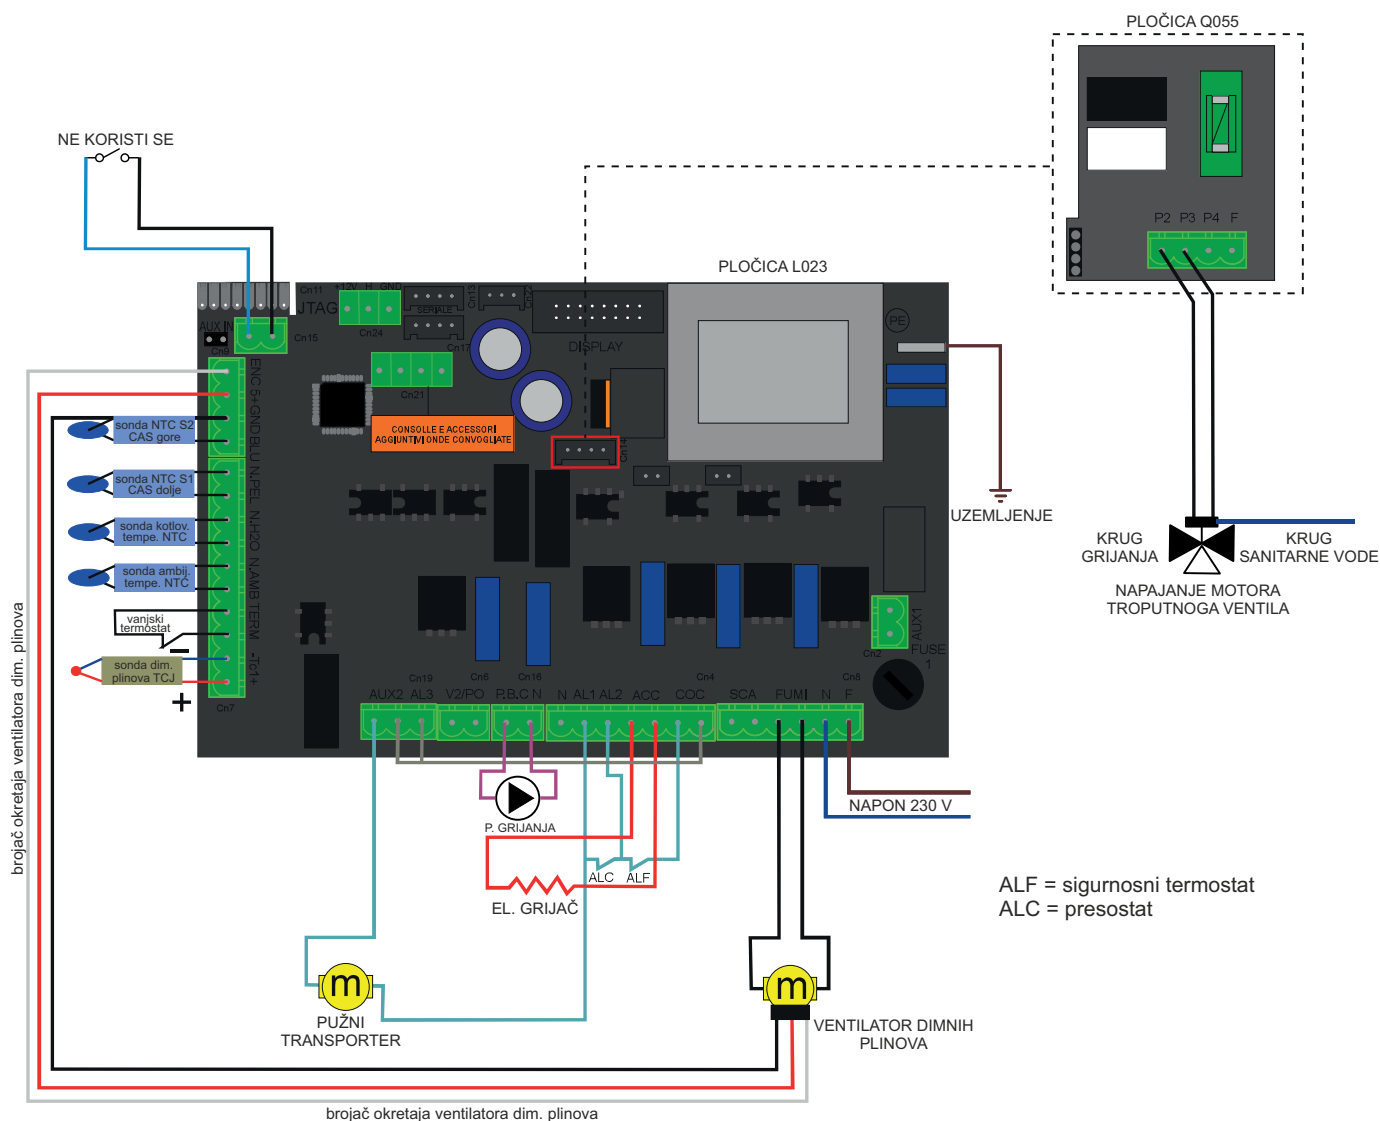 PLOČICA Q055
P2 P3 P4 F
NE KORISTI SE
PLOČICA L023
Cn11
+12V H GND
JTAG
Cn24
SERIALE
Cn13
Cn22
Cn17
DISPLAY
PE
AUX IN
Cn15
Cn9
Cn21
CONSOLLE E ACCESSORI
AGGIUNTIVI ONDE CONVOGLIATE
Cn14
ENC 5+GND BLU N.PEL N.H2O N.AMB TERM -Tc1+
sonda NTC S2
CAS gore
sonda NTC S1
CAS dolje
sonda kotlov.
tempe. NTC
sonda ambij.
tempe. NTC
vanjski
termostat
sonda dim.
plinova TCJ
–
+
Cn7
UZEMLJENJE
KRUG
GRIJANJA
KRUG
SANITARNE VODE
NAPAJANJE MOTORA
TROPUTNOGA VENTILA
AUX1
Cn2
FUSE
1
Cn19 Cn6 Cn16 Cn4 Cn8
AUX2 AL3 V2/PO P.B.C N N AL1 AL2 ACC COC SCA FUMI N F
P. GRIJANJA
NAPON 230 V
ALC ALF
EL. GRIJAČ
ALF = sigurnosni termostat
ALC = presostat
m
PUŽNI
TRANSPORTER
m
VENTILATOR DIMNIH
PLINOVA
brojač okretaja ventilatora dim. plinova
brojač okretaja ventilatora dim. plinova